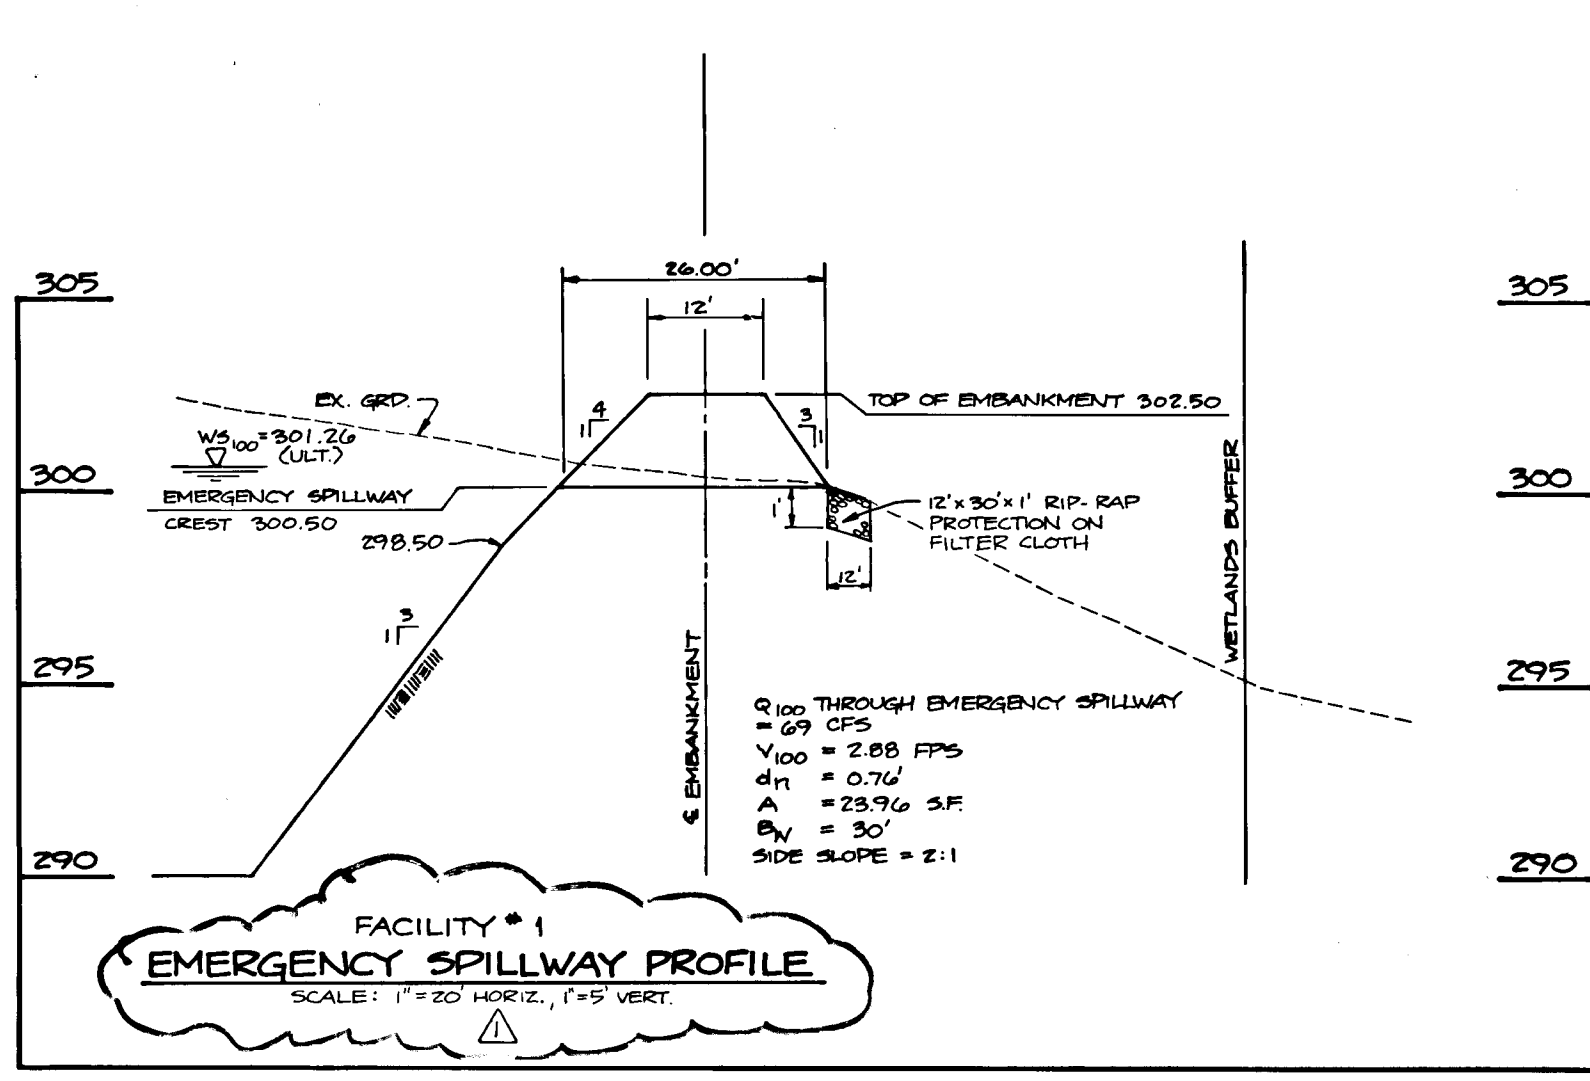 26.00'
305
305
12'
EX. GRD.
4
1
3
1
TOP OF EMBANKMENT 302.50
WS100=301.26
(ULT.)
300
300
EMERGENCY SPILLWAY
CREST 300.50
1'
12'x30'x1' RIP-RAP
PROTECTION ON
FILTER CLOTH
298.50
12'
WETLANDS BUFFER
3
1
295
295
℄ EMBANKMENT
Q100 THROUGH EMERGENCY SPILLWAY
= 69 CFS
V100 = 2.88 FPS
dn = 0.76'
A = 23.96 S.F.
BW = 30'
SIDE SLOPE = 2:1
290
290
FACILITY # 1
EMERGENCY SPILLWAY PROFILE
SCALE: 1"=20' HORIZ., 1"=5' VERT.
1